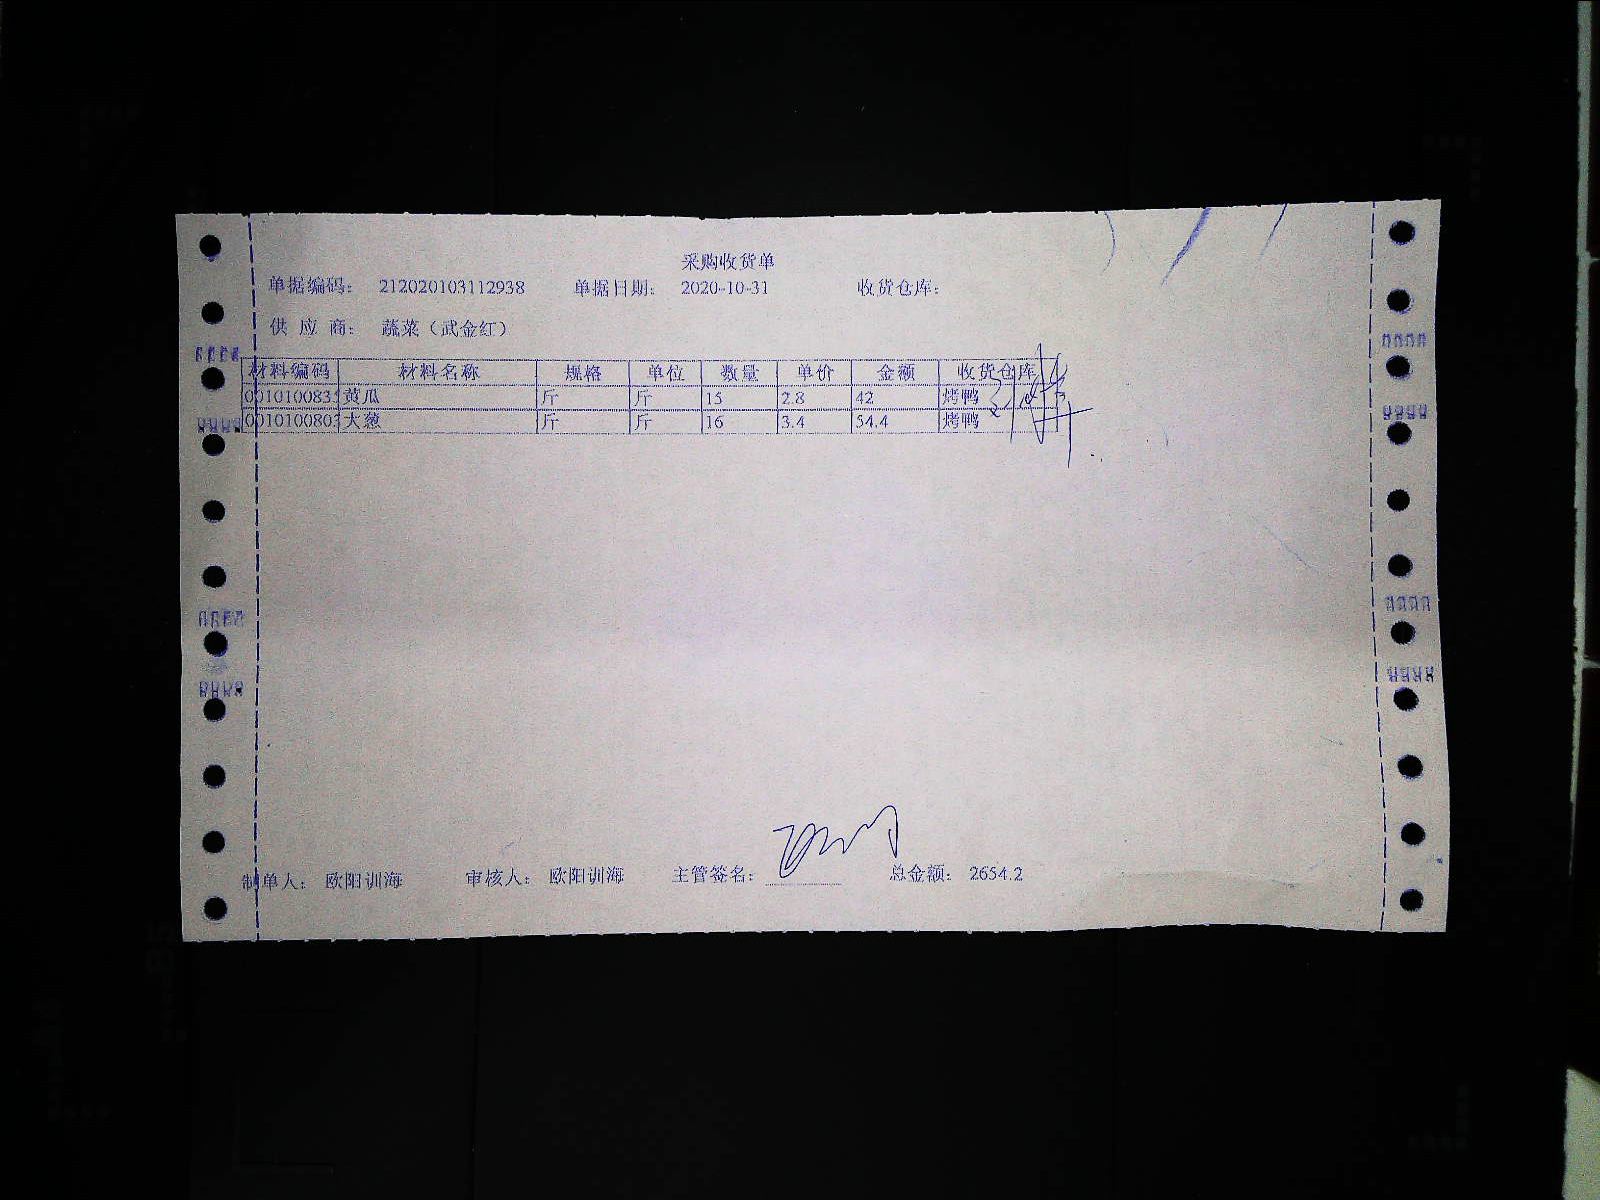 采购收货单
单据编码： 212020103112938 单据日期： 2020-10-31 收货仓库：
供 应 商： 蔬菜（武金红）
材料编码 材料名称 规格 单位 数量 单价 金额 收货仓库
001010083 黄瓜 斤 斤 15 2.8 42 烤鸭
001010080 大葱 斤 斤 16 3.4 54.4 烤鸭
制单人： 欧阳训海 审核人： 欧阳训海 主管签名： 总金额： 2654.2